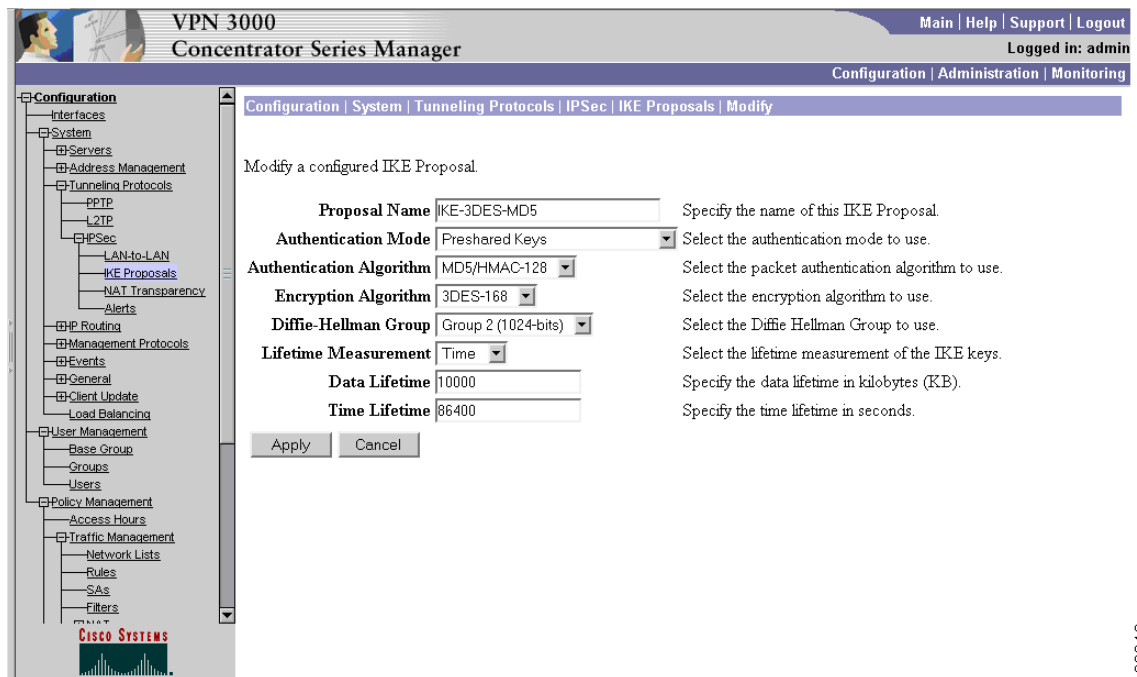 VPN 3000
Concentrator Series Manager
Main | Help | Support | Logout
Logged in: admin
Configuration | Administration | Monitoring
Configuration
Interfaces
System
Servers
Address Management
Tunneling Protocols
PPTP
L2TP
IPSec
LAN-to-LAN
IKE Proposals
NAT Transparency
Alerts
IP Routing
Management Protocols
Events
General
Client Update
Load Balancing
User Management
Base Group
Groups
Users
Policy Management
Access Hours
Traffic Management
Network Lists
Rules
SAs
Filters
NAT
CISCO SYSTEMS
Configuration | System | Tunneling Protocols | IPSec | IKE Proposals | Modify
Modify a configured IKE Proposal.
Proposal Name IKE-3DES-MD5 Specify the name of this IKE Proposal.
Authentication Mode Preshared Keys Select the authentication mode to use.
Authentication Algorithm MD5/HMAC-128 Select the packet authentication algorithm to use.
Encryption Algorithm 3DES-168 Select the encryption algorithm to use.
Diffie-Hellman Group Group 2 (1024-bits) Select the Diffie Hellman Group to use.
Lifetime Measurement Time Select the lifetime measurement of the IKE keys.
Data Lifetime 10000 Specify the data lifetime in kilobytes (KB).
Time Lifetime 86400 Specify the time lifetime in seconds.
Apply Cancel